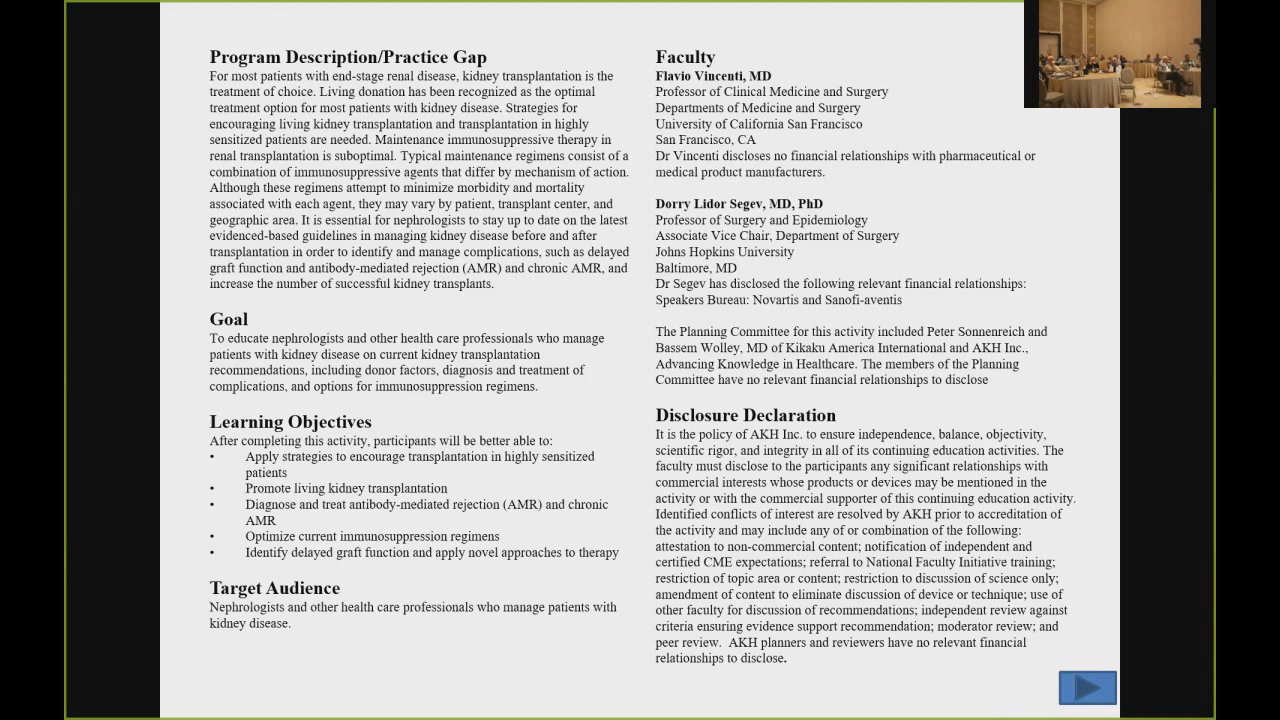 Program Description/Practice Gap
For most patients with end-stage renal disease, kidney transplantation is the
treatment of choice. Living donation has been recognized as the optimal
treatment option for most patients with kidney disease. Strategies for
encouraging living kidney transplantation and transplantation in highly
sensitized patients are needed. Maintenance immunosuppressive therapy in
renal transplantation is suboptimal. Typical maintenance regimens consist of a
combination of immunosuppressive agents that differ by mechanism of action.
Although these regimens attempt to minimize morbidity and mortality
associated with each agent, they may vary by patient, transplant center, and
geographic area. It is essential for nephrologists to stay up to date on the latest
evidenced-based guidelines in managing kidney disease before and after
transplantation in order to identify and manage complications, such as delayed
graft function and antibody-mediated rejection (AMR) and chronic AMR, and
increase the number of successful kidney transplants.
Goal
To educate nephrologists and other health care professionals who manage
patients with kidney disease on current kidney transplantation
recommendations, including donor factors, diagnosis and treatment of
complications, and options for immunosuppression regimens.
Learning Objectives
After completing this activity, participants will be better able to:
• Apply strategies to encourage transplantation in highly sensitized
patients
• Promote living kidney transplantation
• Diagnose and treat antibody-mediated rejection (AMR) and chronic
AMR
• Optimize current immunosuppression regimens
• Identify delayed graft function and apply novel approaches to therapy
Target Audience
Nephrologists and other health care professionals who manage patients with
kidney disease.
Faculty
Flavio Vincenti, MD
Professor of Clinical Medicine and Surgery
Departments of Medicine and Surgery
University of California San Francisco
San Francisco, CA
Dr Vincenti discloses no financial relationships with pharmaceutical or
medical product manufacturers.
Dorry Lidor Segev, MD, PhD
Professor of Surgery and Epidemiology
Associate Vice Chair, Department of Surgery
Johns Hopkins University
Baltimore, MD
Dr Segev has disclosed the following relevant financial relationships:
Speakers Bureau: Novartis and Sanofi-aventis
The Planning Committee for this activity included Peter Sonnenreich and
Bassem Wolley, MD of Kikaku America International and AKH Inc.,
Advancing Knowledge in Healthcare. The members of the Planning
Committee have no relevant financial relationships to disclose
Disclosure Declaration
It is the policy of AKH Inc. to ensure independence, balance, objectivity,
scientific rigor, and integrity in all of its continuing education activities. The
faculty must disclose to the participants any significant relationships with
commercial interests whose products or devices may be mentioned in the
activity or with the commercial supporter of this continuing education activity.
Identified conflicts of interest are resolved by AKH prior to accreditation of
the activity and may include any of or combination of the following:
attestation to non-commercial content; notification of independent and
certified CME expectations; referral to National Faculty Initiative training;
restriction of topic area or content; restriction to discussion of science only;
amendment of content to eliminate discussion of device or technique; use of
other faculty for discussion of recommendations; independent review against
criteria ensuring evidence support recommendation; moderator review; and
peer review.  AKH planners and reviewers have no relevant financial
relationships to disclose.